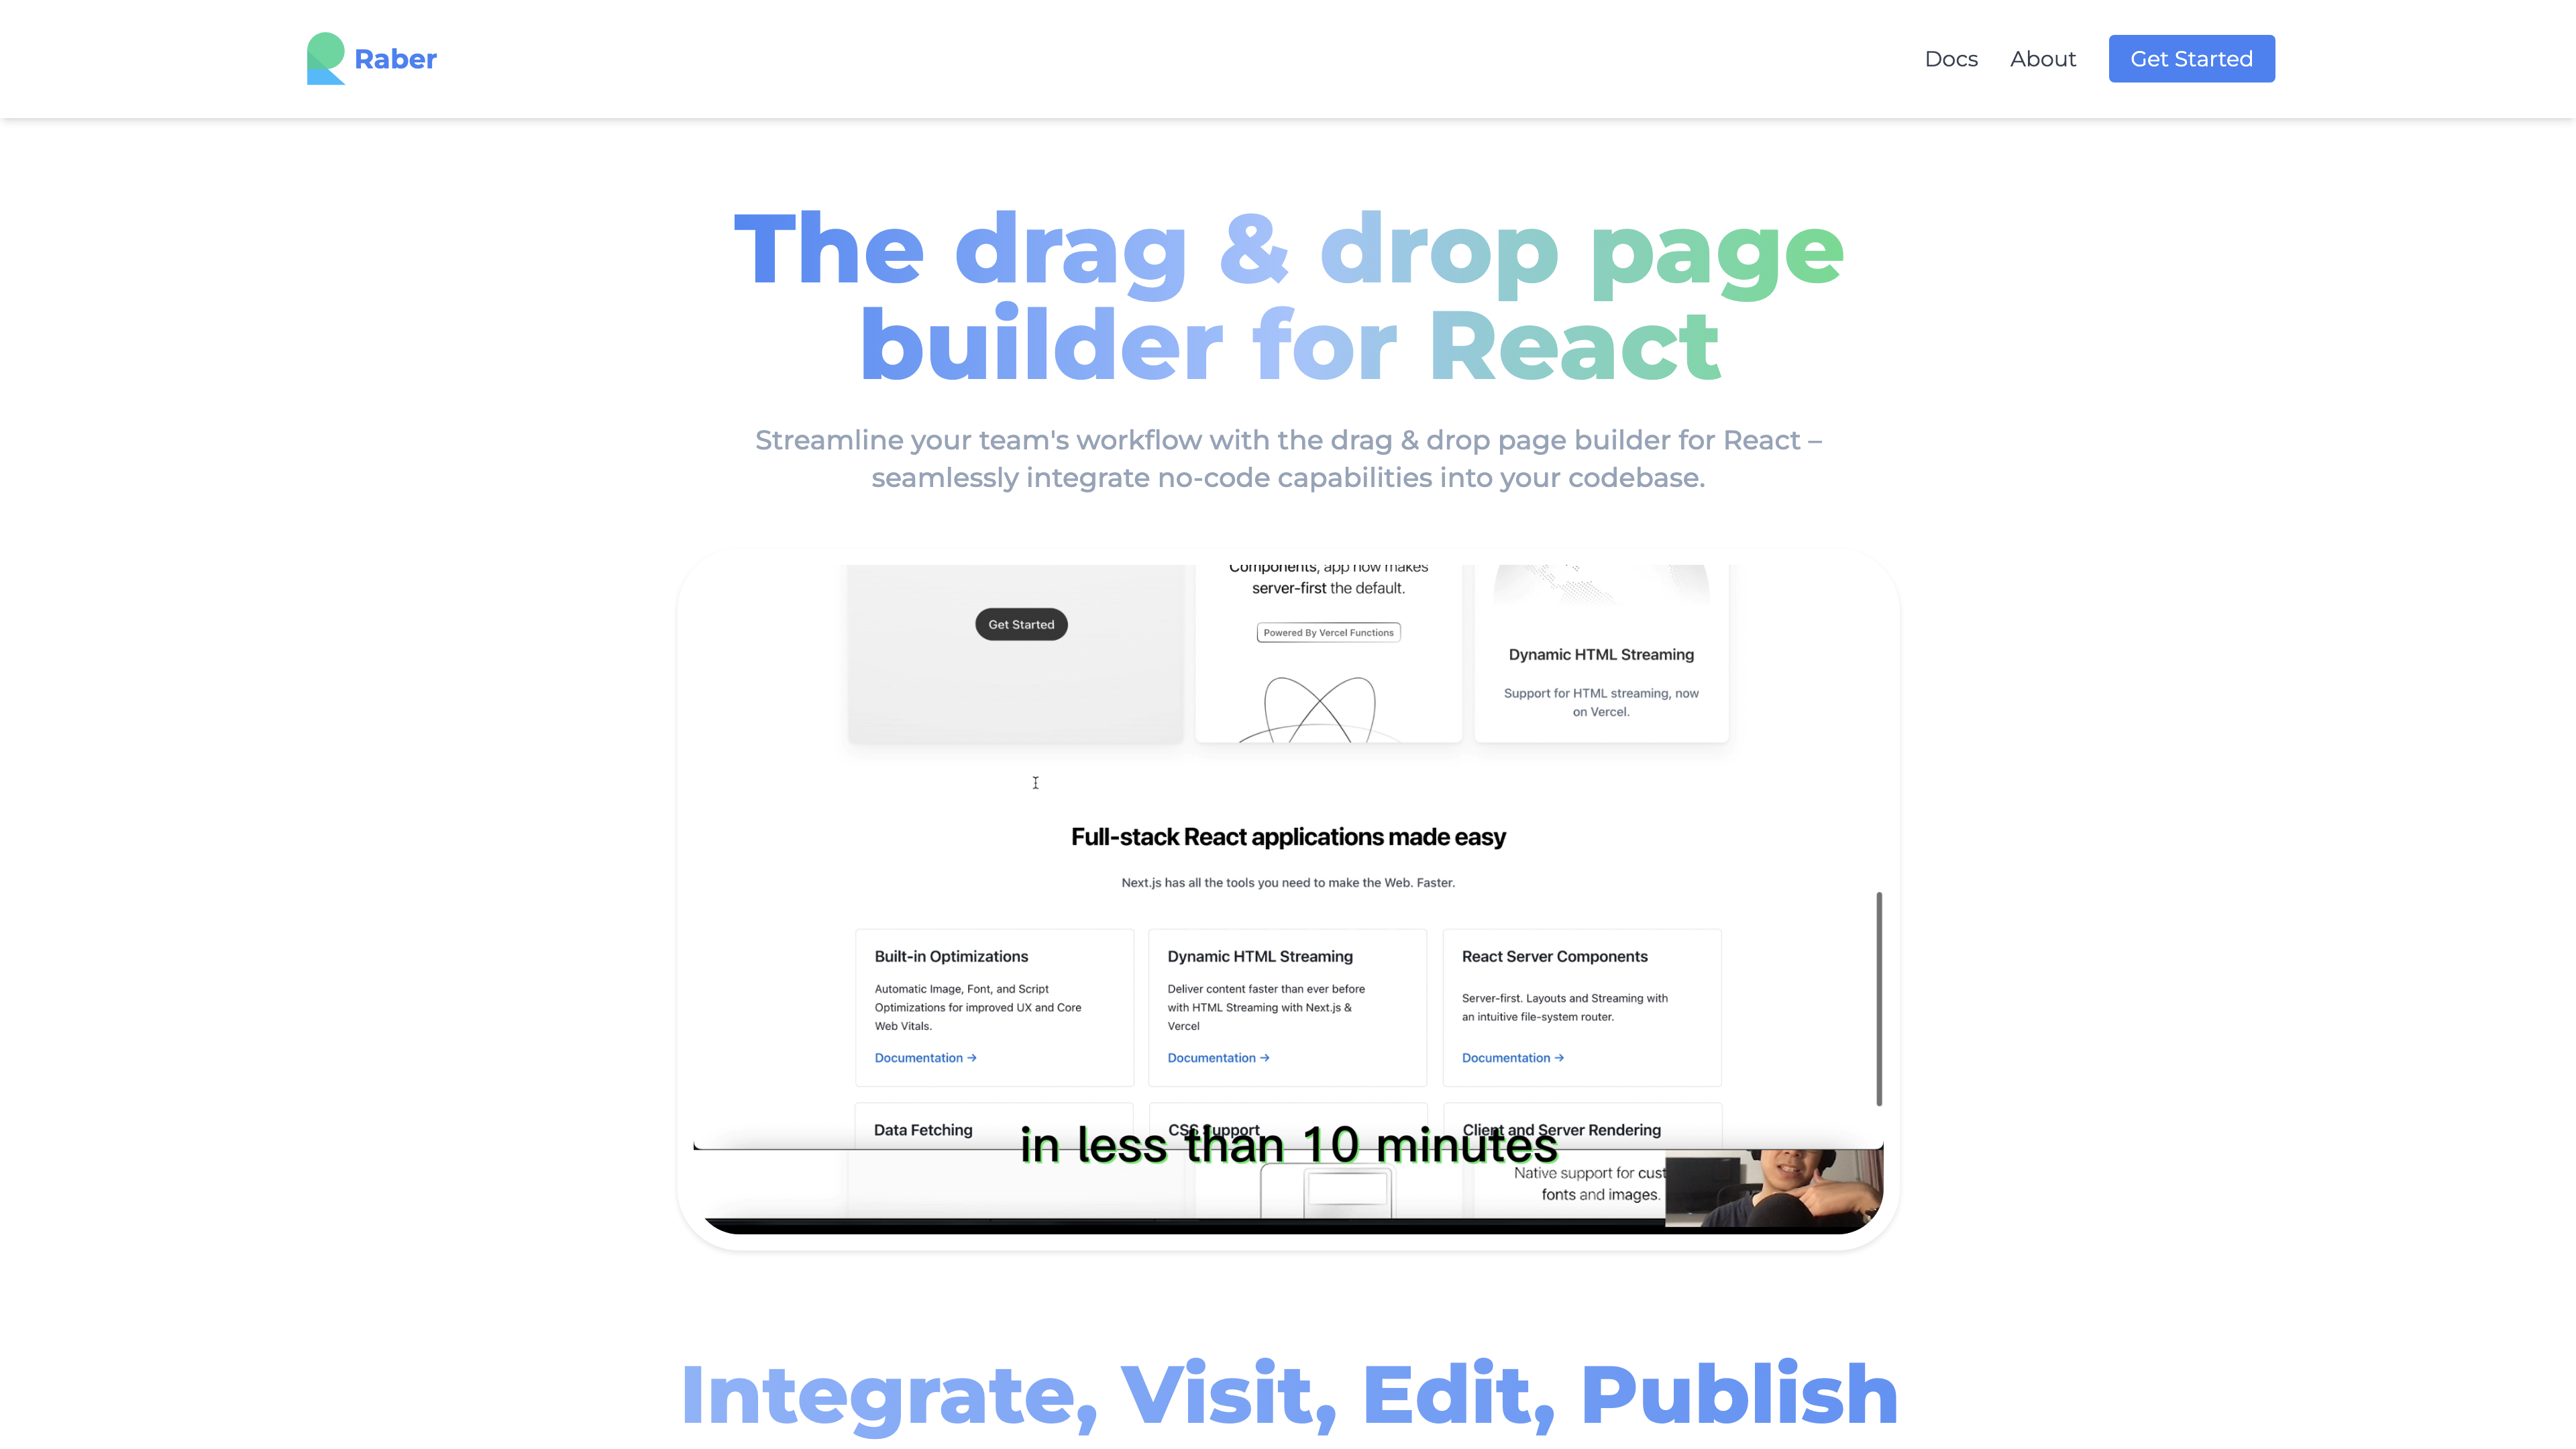 Raber
Docs
About
Get Started
The drag & drop page
builder for React
Streamline your team's workflow with the drag & drop page builder for React –
seamlessly integrate no-code capabilities into your codebase.
Get Started
Components, app now makes
server-first the default.
Powered By Vercel Functions
Dynamic HTML Streaming
Support for HTML streaming, now
on Vercel.
Full-stack React applications made easy
Next.js has all the tools you need to make the Web. Faster.
Built-in Optimizations
Automatic Image, Font, and Script
Optimizations for improved UX and Core
Web Vitals.
Documentation →
Dynamic HTML Streaming
Deliver content faster than ever before
with HTML Streaming with Next.js &
Vercel
Documentation →
React Server Components
Server-first. Layouts and Streaming with
an intuitive file-system router.
Documentation →
Data Fetching
CSS Support
Client and Server Rendering
in less than 10 minutes
Native support for cust
fonts and images.
Integrate, Visit, Edit, Publish